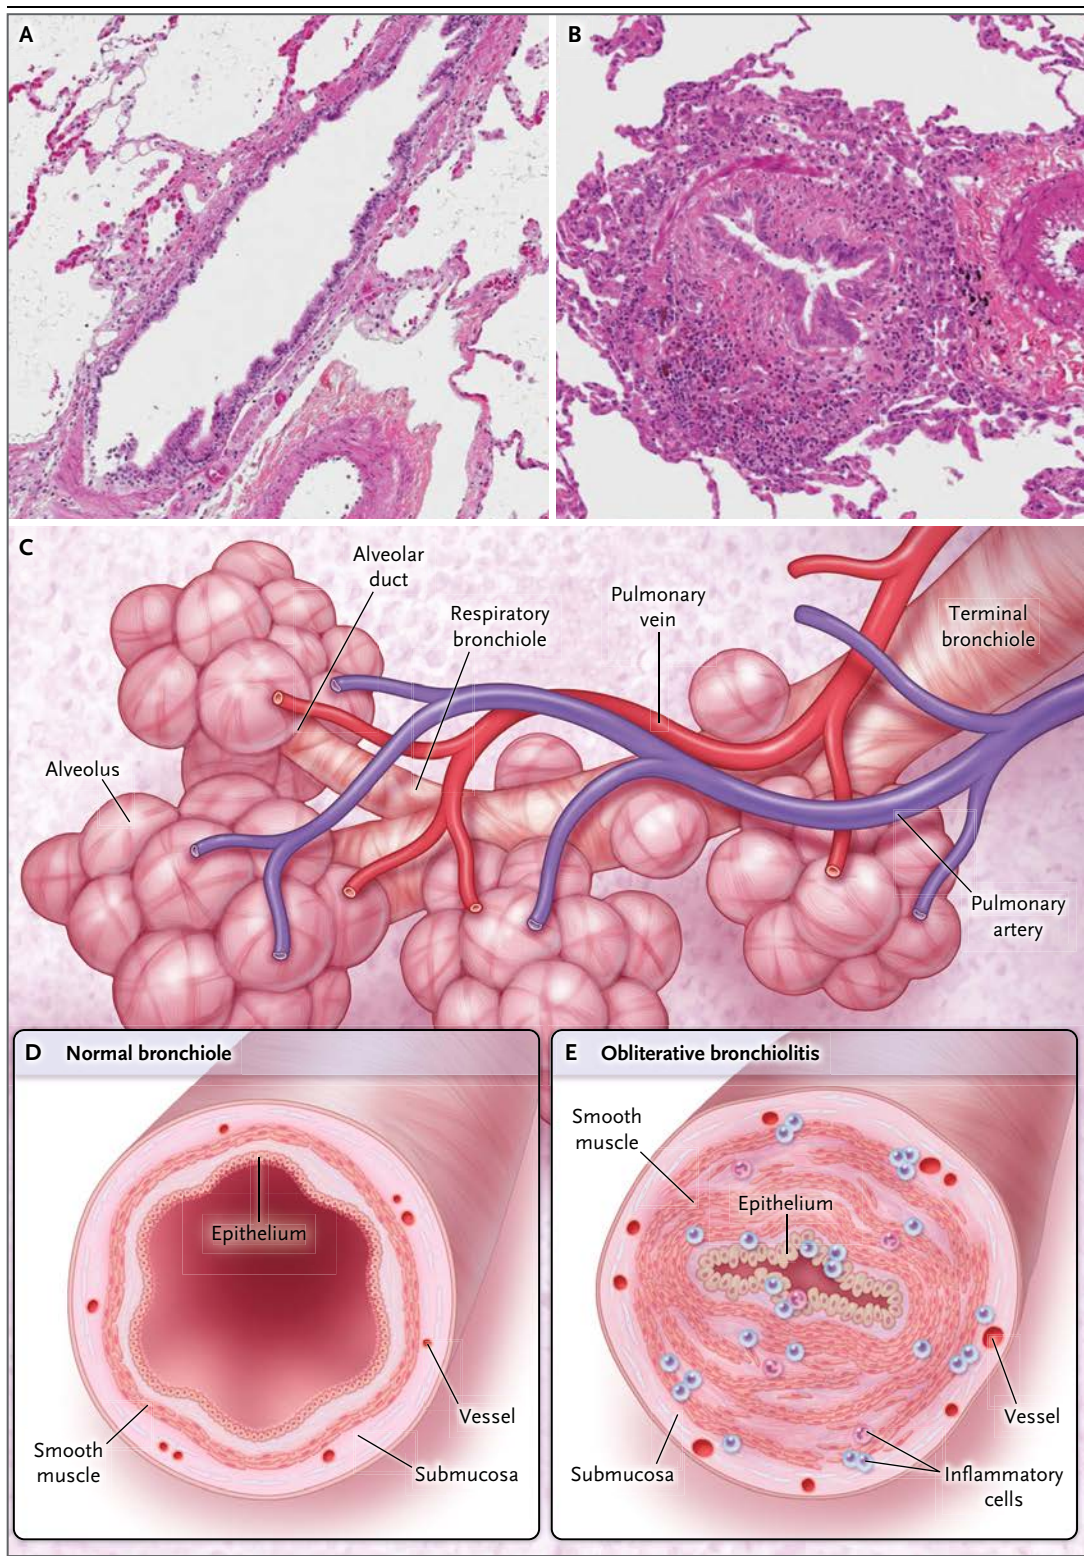 A
B
C
Alveolar
duct
Respiratory
bronchiole
Pulmonary
vein
Terminal
bronchiole
Alveolus
Pulmonary
artery
D Normal bronchiole
Epithelium
Vessel
Smooth
muscle
Submucosa
E Obliterative bronchiolitis
Smooth
muscle
Epithelium
Vessel
Submucosa
Inflammatory
cells